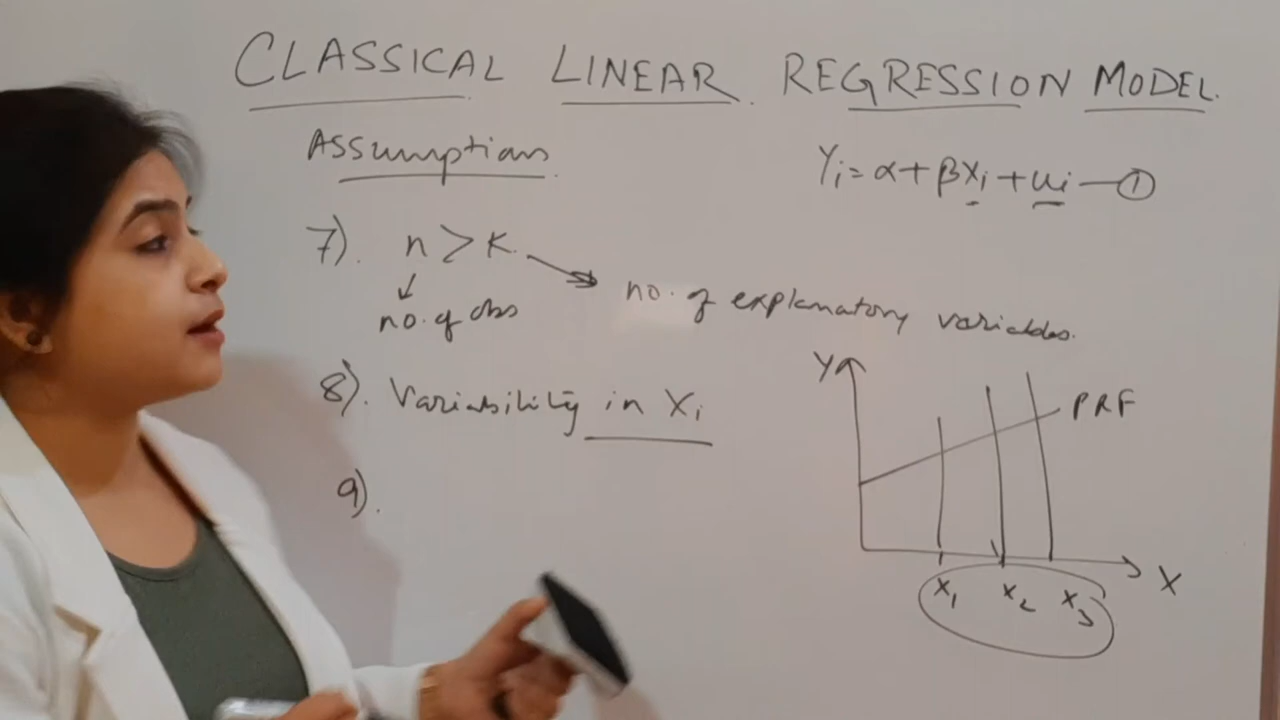 CLASSICAL LINEAR REGRESSION MODEL.
Assumptions
Yi = α + βXi + ui — ①
7). n > K.
no. of obs
no. of explanatory variables.
8). Variability in Xi
9).
Y
PRF
X
X1 X2 X3